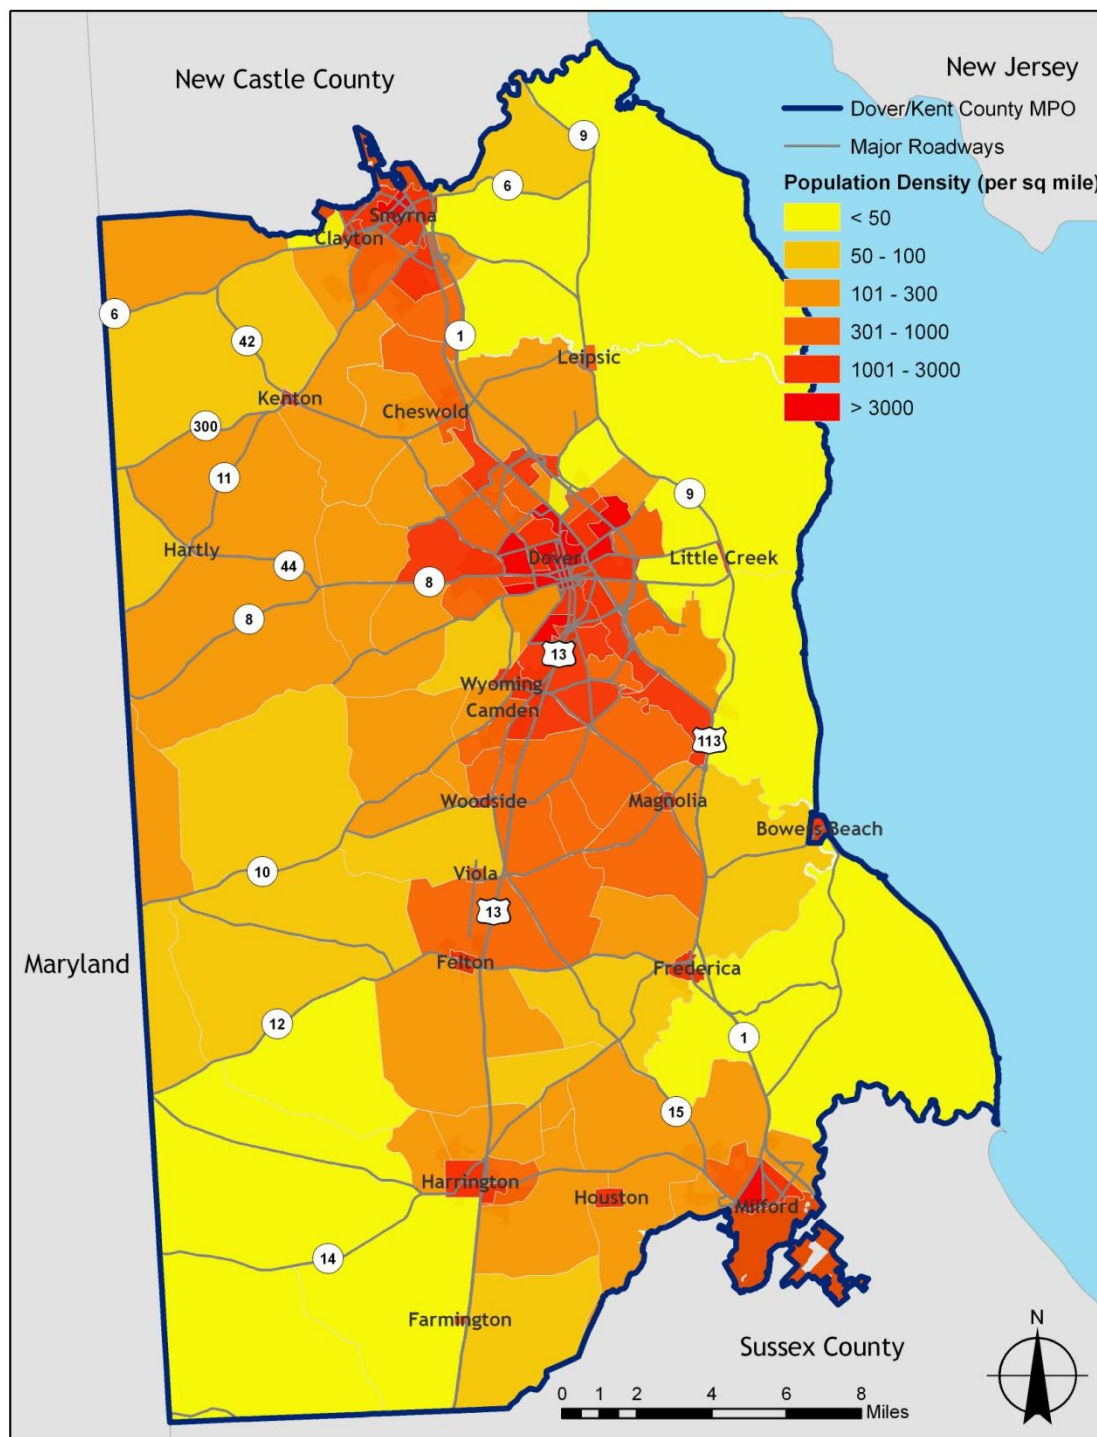 New Castle County
New Jersey
Dover/Kent County MPO
Major Roadways
Population Density (per sq mile)
< 50
50 - 100
101 - 300
301 - 1000
1001 - 3000
> 3000
9
6
Smyrna
Clayton
6
42
1
Leipsic
Kenton
Cheswold
300
11
9
Hartly
44
Dover
Little Creek
8
8
13
Wyoming
Camden
113
Woodside
Magnolia
Bowers Beach
10
Viola
13
Maryland
Felton
Frederica
12
1
15
Harrington
Houston
Milford
14
Farmington
Sussex County
N
0 1 2 4 6 8
Miles